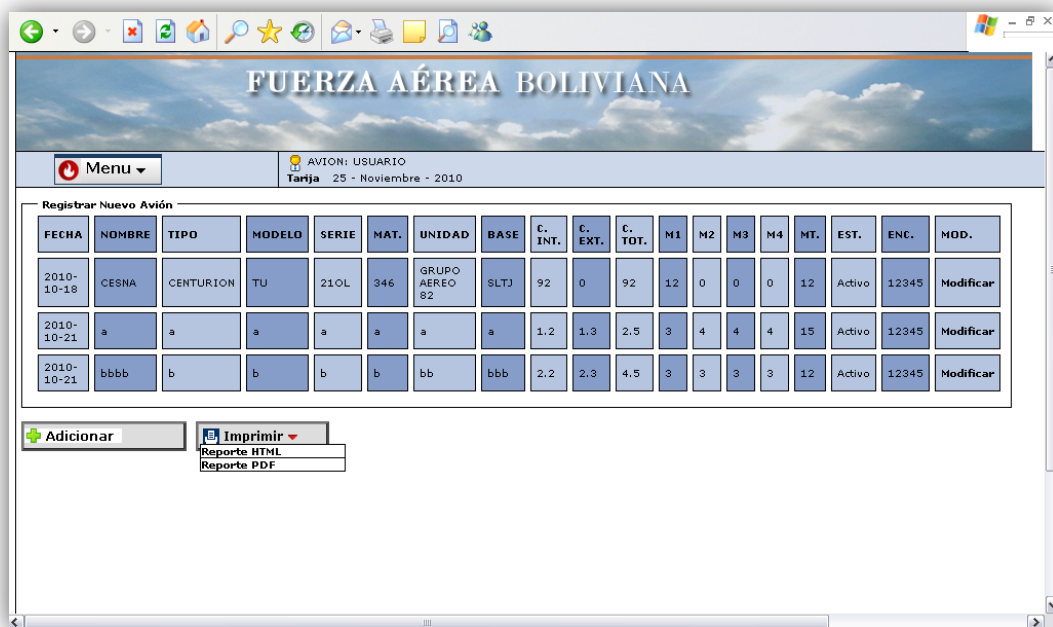 FUERZA AÉREA BOLIVIANA
Menu
AVION: USUARIO
Tarija 25 - Noviembre - 2010
Registrar Nuevo Avión
FECHA NOMBRE TIPO MODELO SERIE MAT. UNIDAD BASE C. INT. C. EXT. C. TOT. M1 M2 M3 M4 MT. EST. ENC. MOD.
2010-10-18 CESNA CENTURION TU 21OL 346 GRUPO AEREO 82 SLTJ 92 0 92 12 0 0 0 12 Activo 12345 Modificar
2010-10-21 a a a a a a a 1.2 1.3 2.5 3 4 4 4 15 Activo 12345 Modificar
2010-10-21 bbbb b b b b bb bbb 2.2 2.3 4.5 3 3 3 3 12 Activo 12345 Modificar
Adicionar Imprimir
Reporte HTML
Reporte PDF